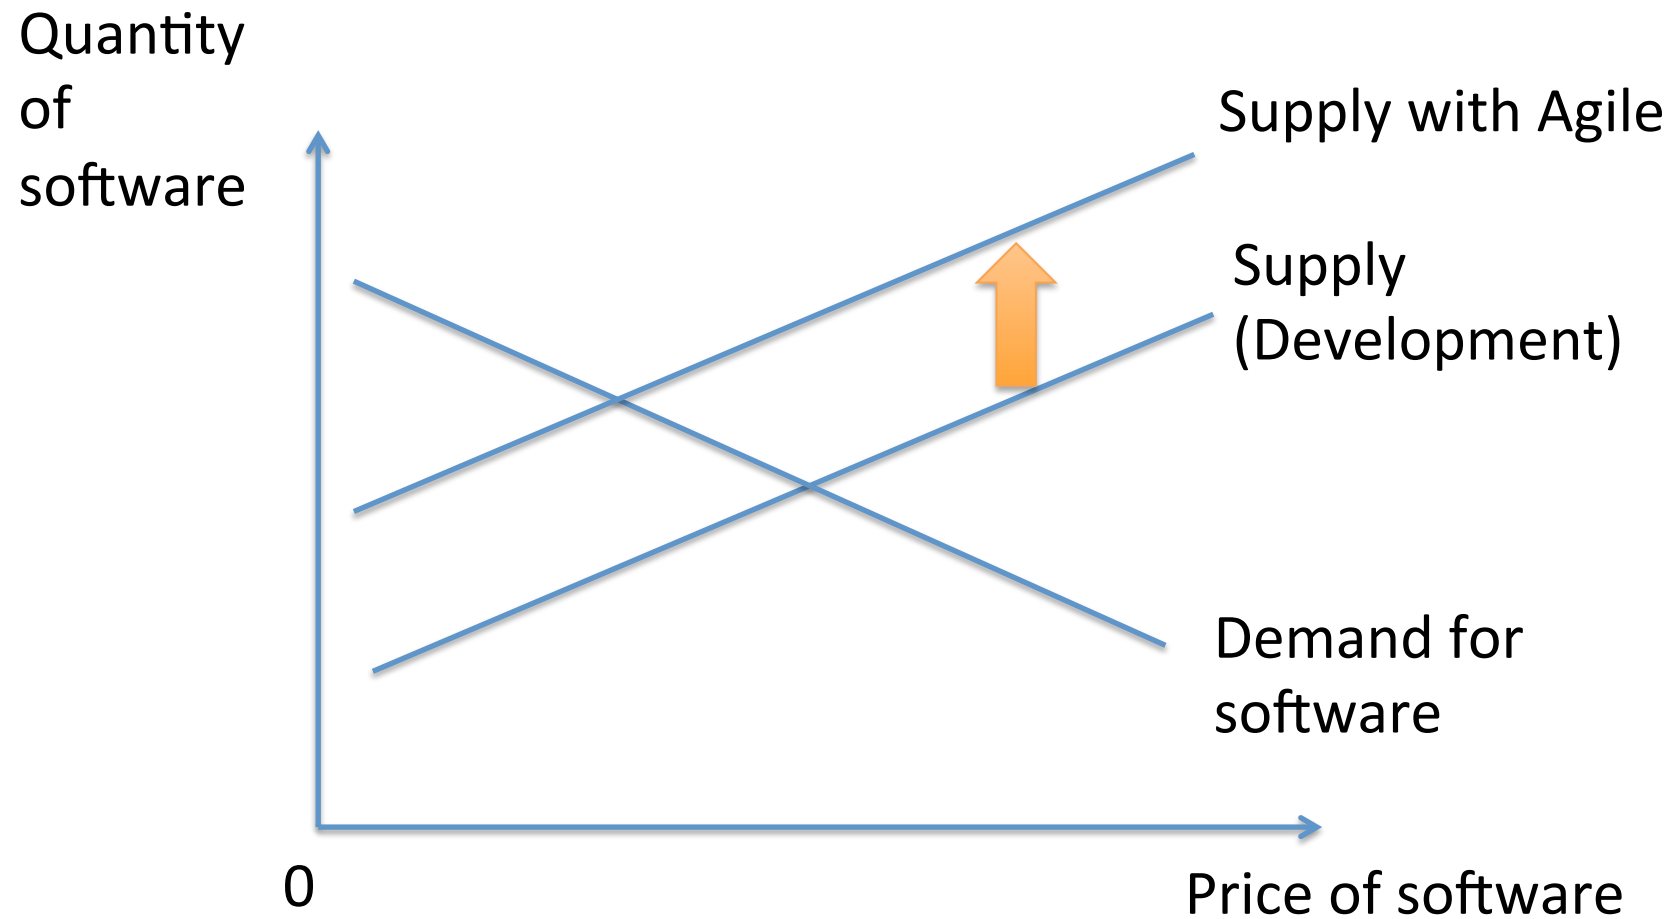 Quantity
of
software
Supply with Agile
Supply
(Development)
Demand for
software
0
Price of software